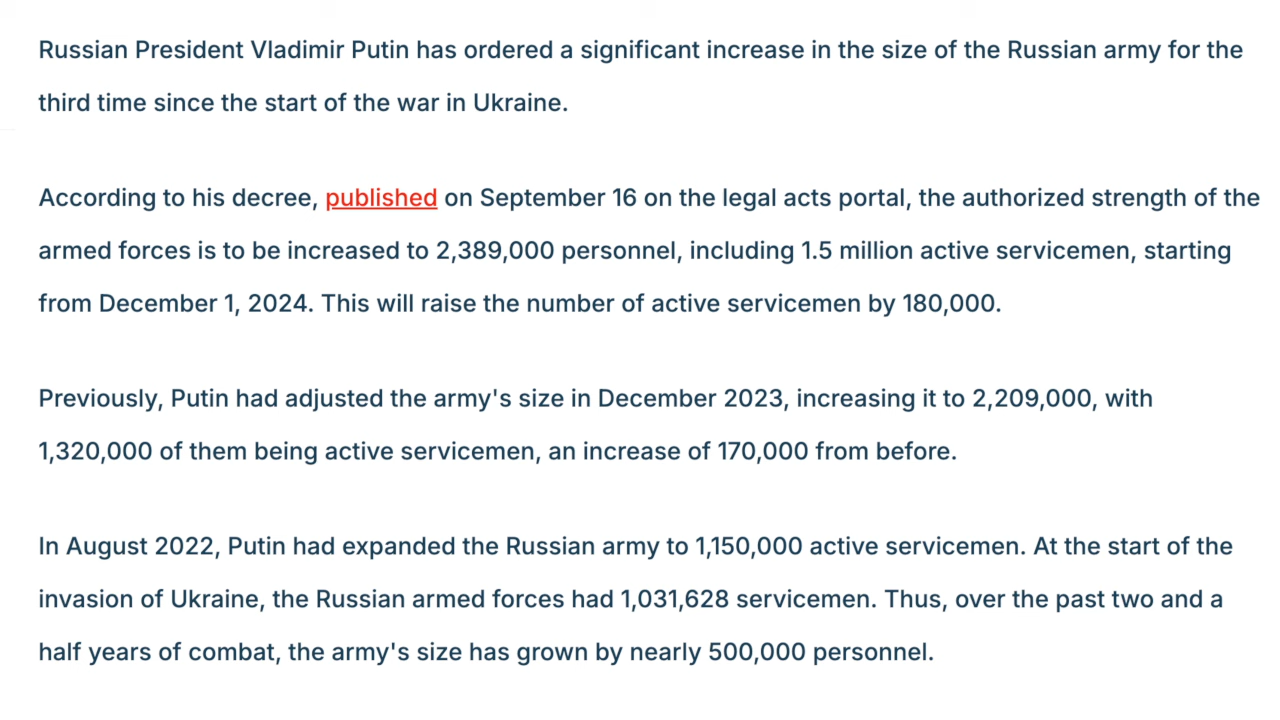 Russian President Vladimir Putin has ordered a significant increase in the size of the Russian army for the
third time since the start of the war in Ukraine.
According to his decree, published on September 16 on the legal acts portal, the authorized strength of the
armed forces is to be increased to 2,389,000 personnel, including 1.5 million active servicemen, starting
from December 1, 2024. This will raise the number of active servicemen by 180,000.
Previously, Putin had adjusted the army's size in December 2023, increasing it to 2,209,000, with
1,320,000 of them being active servicemen, an increase of 170,000 from before.
In August 2022, Putin had expanded the Russian army to 1,150,000 active servicemen. At the start of the
invasion of Ukraine, the Russian armed forces had 1,031,628 servicemen. Thus, over the past two and a
half years of combat, the army's size has grown by nearly 500,000 personnel.